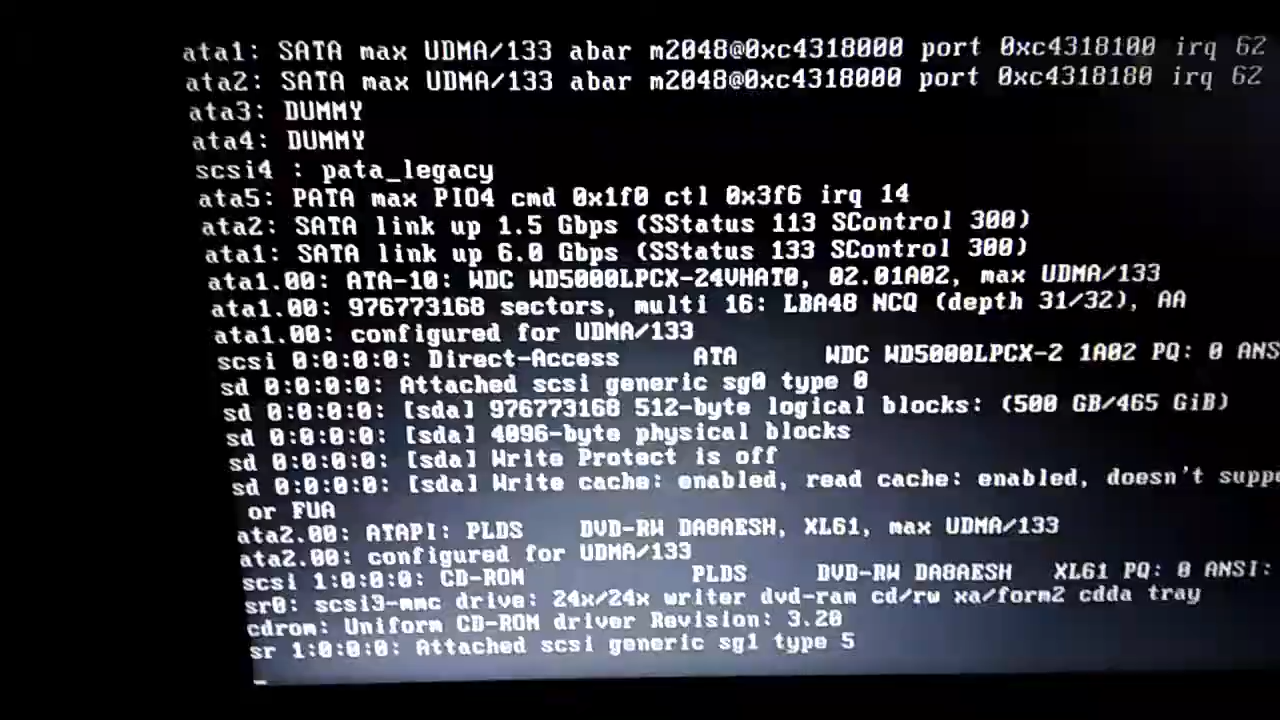 ata1: SATA max UDMA/133 abar m2048@0xc4318000 port 0xc4318100 irq 62
ata2: SATA max UDMA/133 abar m2048@0xc4318000 port 0xc4318180 irq 62
ata3: DUMMY
ata4: DUMMY
scsi4 : pata_legacy
ata5: PATA max PIO4 cmd 0x1f0 ctl 0x3f6 irq 14
ata2: SATA link up 1.5 Gbps (SStatus 113 SControl 300)
ata1: SATA link up 6.0 Gbps (SStatus 133 SControl 300)
ata1.00: ATA-10: WDC WD5000LPCX-24VHAT0, 02.01A02, max UDMA/133
ata1.00: 976773168 sectors, multi 16: LBA48 NCQ (depth 31/32), AA
ata1.00: configured for UDMA/133
scsi 0:0:0:0: Direct-Access ATA WDC WD5000LPCX-2 1A02 PQ: 0 ANS
sd 0:0:0:0: Attached scsi generic sg0 type 0
sd 0:0:0:0: [sda] 976773168 512-byte logical blocks: (500 GB/465 GiB)
sd 0:0:0:0: [sda] 4096-byte physical blocks
sd 0:0:0:0: [sda] Write Protect is off
sd 0:0:0:0: [sda] Write cache: enabled, read cache: enabled, doesn't supp
or FUA
ata2.00: ATAPI: PLDS DVD-RW DA8AESH, XL61, max UDMA/133
ata2.00: configured for UDMA/133
scsi 1:0:0:0: CD-ROM PLDS DVD-RW DA8AESH XL61 PQ: 0 ANSI:
sr0: scsi3-mmc drive: 24x/24x writer dvd-ram cd/rw xa/form2 cdda tray
cdrom: Uniform CD-ROM driver Revision: 3.20
sr 1:0:0:0: Attached scsi generic sg1 type 5
_